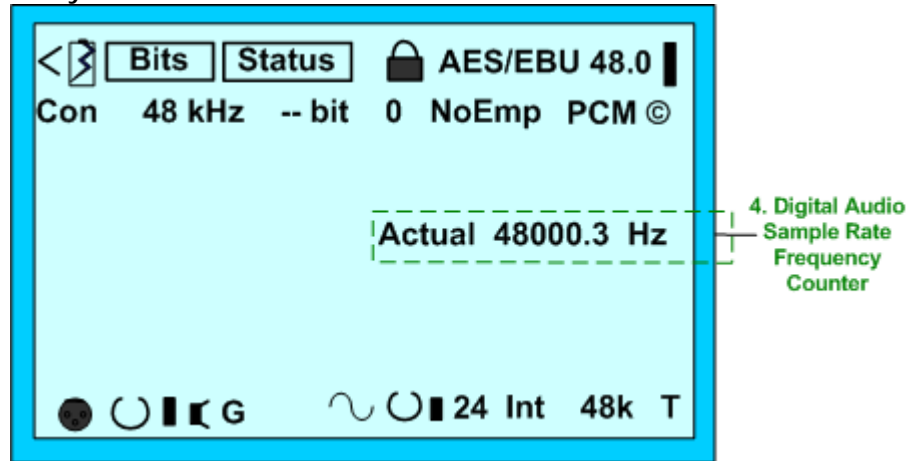 Bits Status AES/EBU 48.0
Con 48 kHz -- bit 0 NoEmp PCM ©
Actual 48000.3 Hz
4. Digital Audio
Sample Rate
Frequency
Counter
G 24 Int 48k T